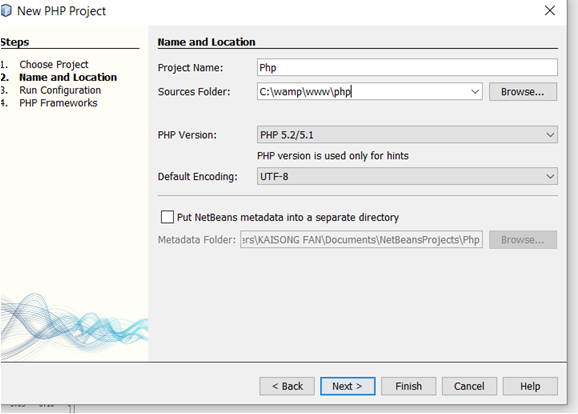 New PHP Project
Steps
1. Choose Project
2. Name and Location
3. Run Configuration
4. PHP Frameworks
Name and Location
Project Name: Php
Sources Folder: C:\wamp\www\php Browse...
PHP Version: PHP 5.2/5.1
PHP version is used only for hints
Default Encoding: UTF-8
Put NetBeans metadata into a separate directory
Metadata Folder: ers\KAISONG FAN\Documents\NetBeansProjects\Php Browse...
< Back Next > Finish Cancel Help